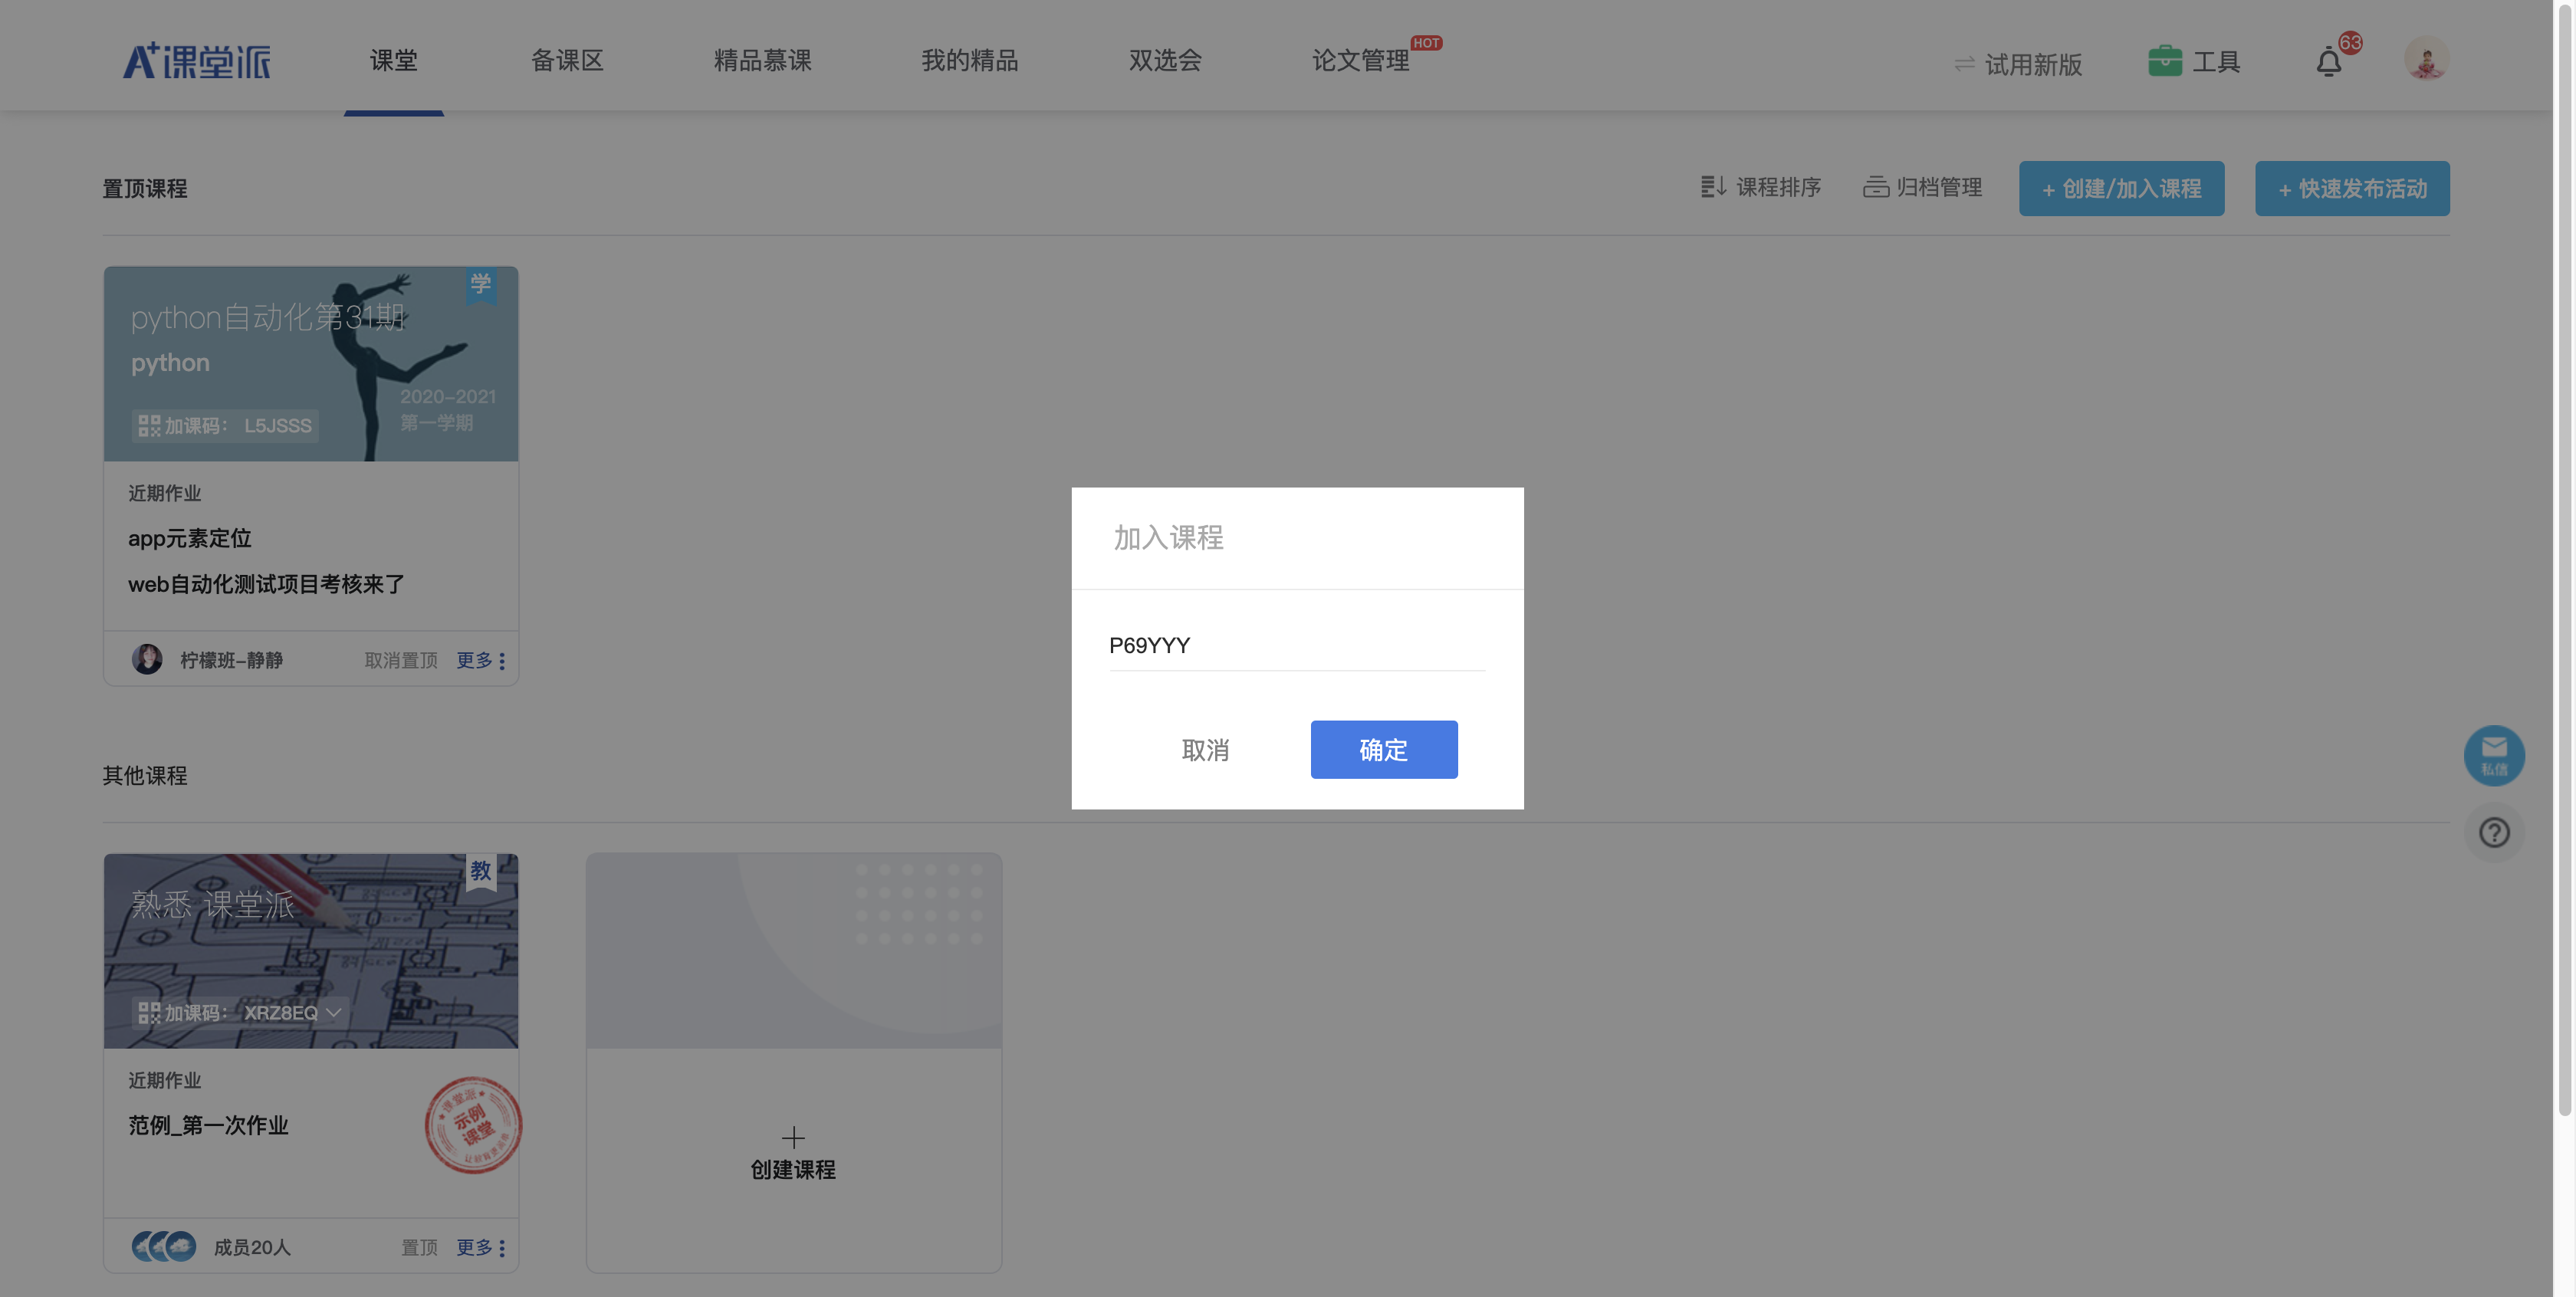 A+课堂派
课堂
备课区
精品慕课
我的精品
双选会
论文管理
HOT
试用新版
工具
63
置顶课程
课程排序
归档管理
+ 创建/加入课程
+ 快速发布活动
学
python自动化第31期
python
2020-2021
第一学期
加课码： L5JSSS
近期作业
app元素定位
web自动化测试项目考核来了
柠檬班-静静
取消置顶
更多
加入课程
P69YYY
取消
确定
私信
其他课程
教
熟悉 课堂派
加课码： XRZ8EQ
近期作业
范例_第一次作业
课堂派
示例
课堂
成员20人
置顶
更多
创建课程